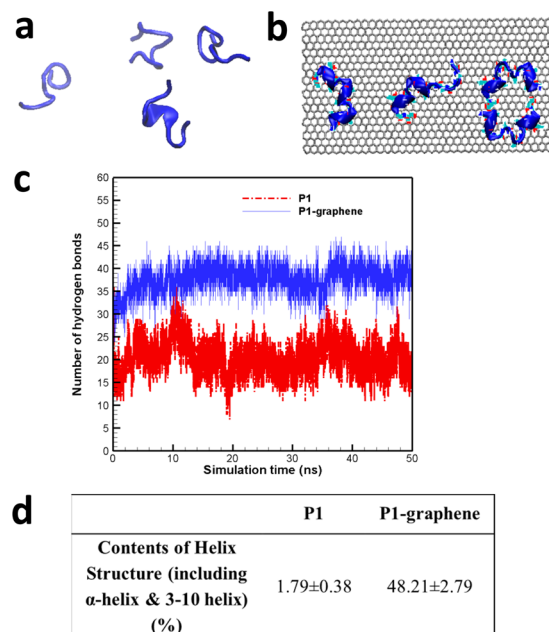 a
b
c
60
55
50
45
40
35
30
25
20
15
10
5
0
Number of hydrogen bonds
P1
P1-graphene
0 10 20 30 40 50
Simulation time (ns)
d
P1 P1-graphene
Contents of Helix
Structure (including
α-helix & 3-10 helix)
(%)
1.79±0.38 48.21±2.79